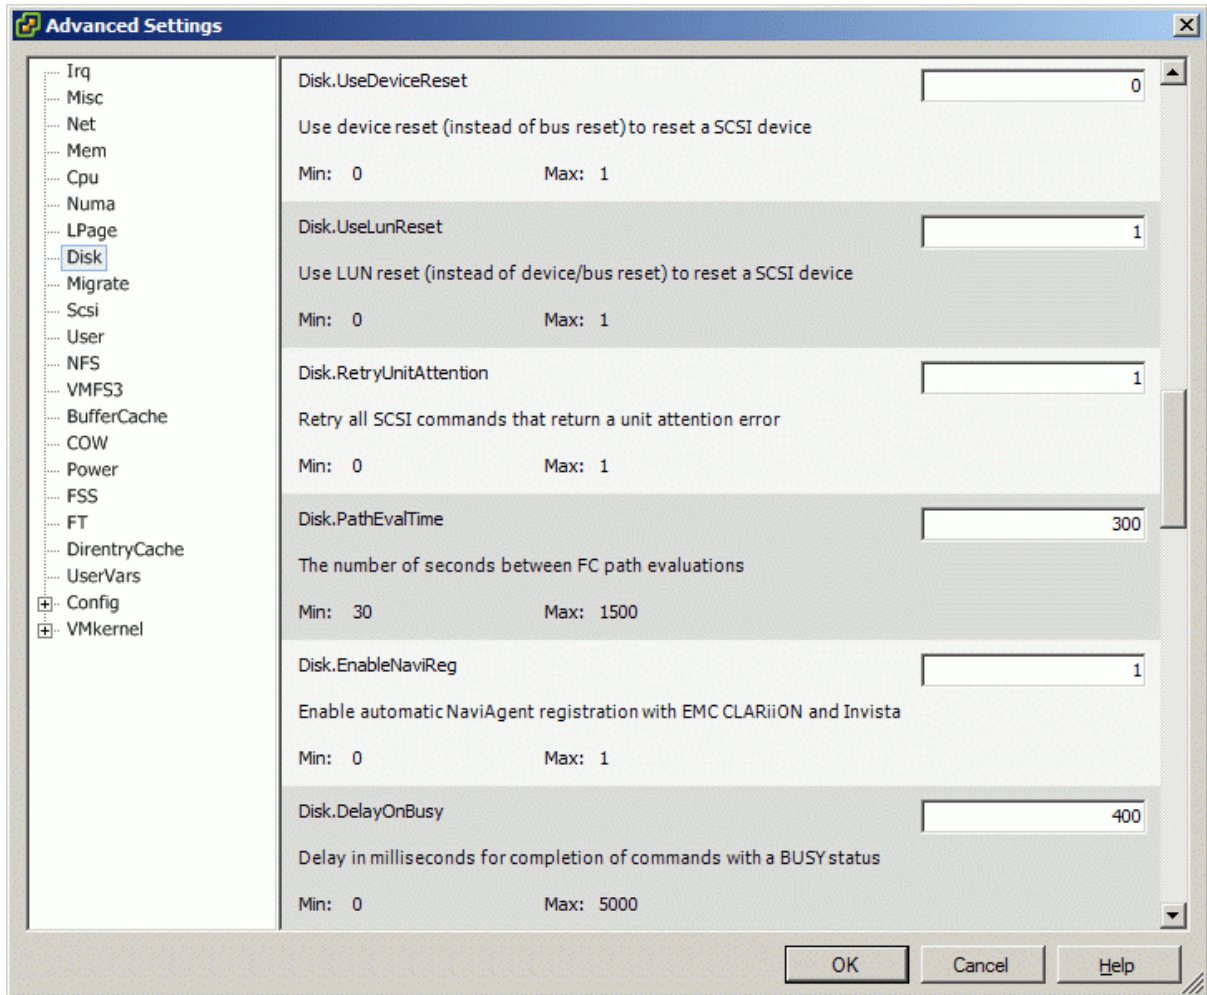 Advanced Settings
Irq
Misc
Net
Mem
Cpu
Numa
LPage
Disk
Migrate
Scsi
User
NFS
VMFS3
BufferCache
COW
Power
FSS
FT
DirentryCache
UserVars
Config
VMkernel
Disk.UseDeviceReset 0
Use device reset (instead of bus reset) to reset a SCSI device
Min: 0 Max: 1
Disk.UseLunReset 1
Use LUN reset (instead of device/bus reset) to reset a SCSI device
Min: 0 Max: 1
Disk.RetryUnitAttention 1
Retry all SCSI commands that return a unit attention error
Min: 0 Max: 1
Disk.PathEvalTime 300
The number of seconds between FC path evaluations
Min: 30 Max: 1500
Disk.EnableNaviReg 1
Enable automatic NaviAgent registration with EMC CLARiiON and Invista
Min: 0 Max: 1
Disk.DelayOnBusy 400
Delay in milliseconds for completion of commands with a BUSY status
Min: 0 Max: 5000
OK Cancel Help